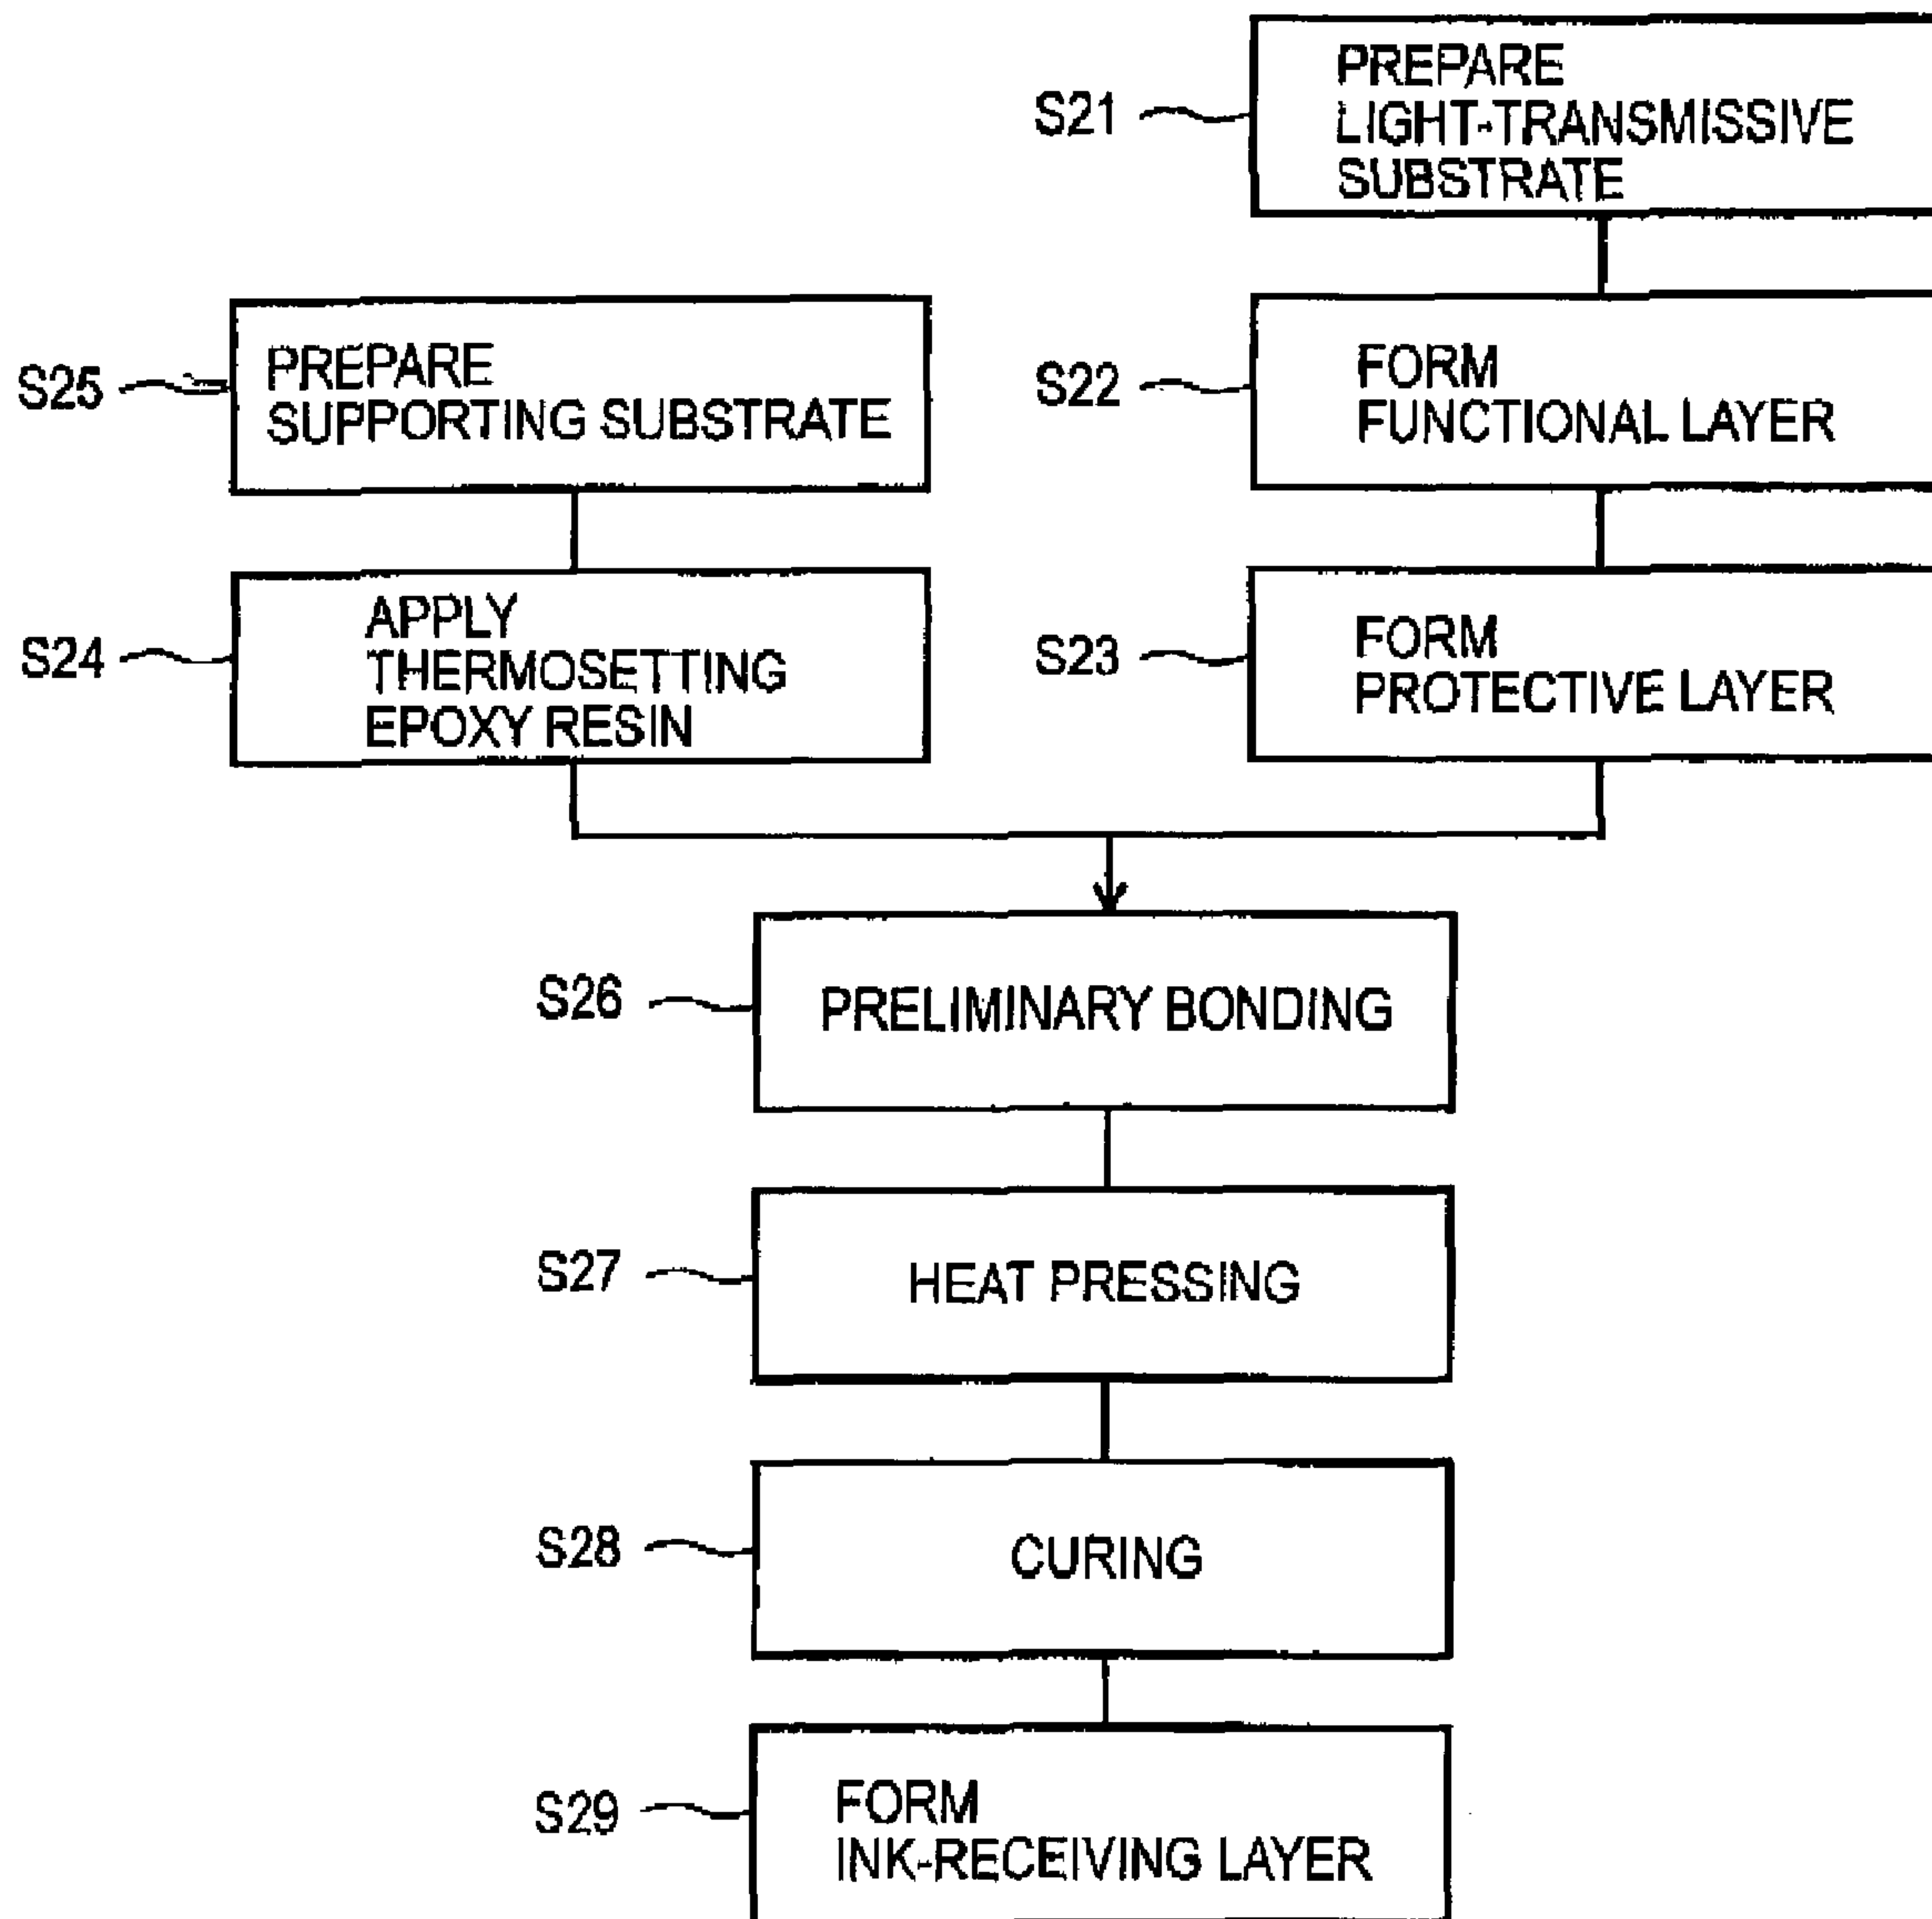 S21
PREPARE
LIGHT-TRANSMISSIVE
SUBSTRATE
S25
PREPARE
SUPPORTING SUBSTRATE
S22
FORM
FUNCTIONAL LAYER
S24
APPLY
THERMOSETTING
EPOXY RESIN
S23
FORM
PROTECTIVE LAYER
S26
PRELIMINARY BONDING
S27
HEAT PRESSING
S28
CURING
S29
FORM
INK-RECEIVING LAYER